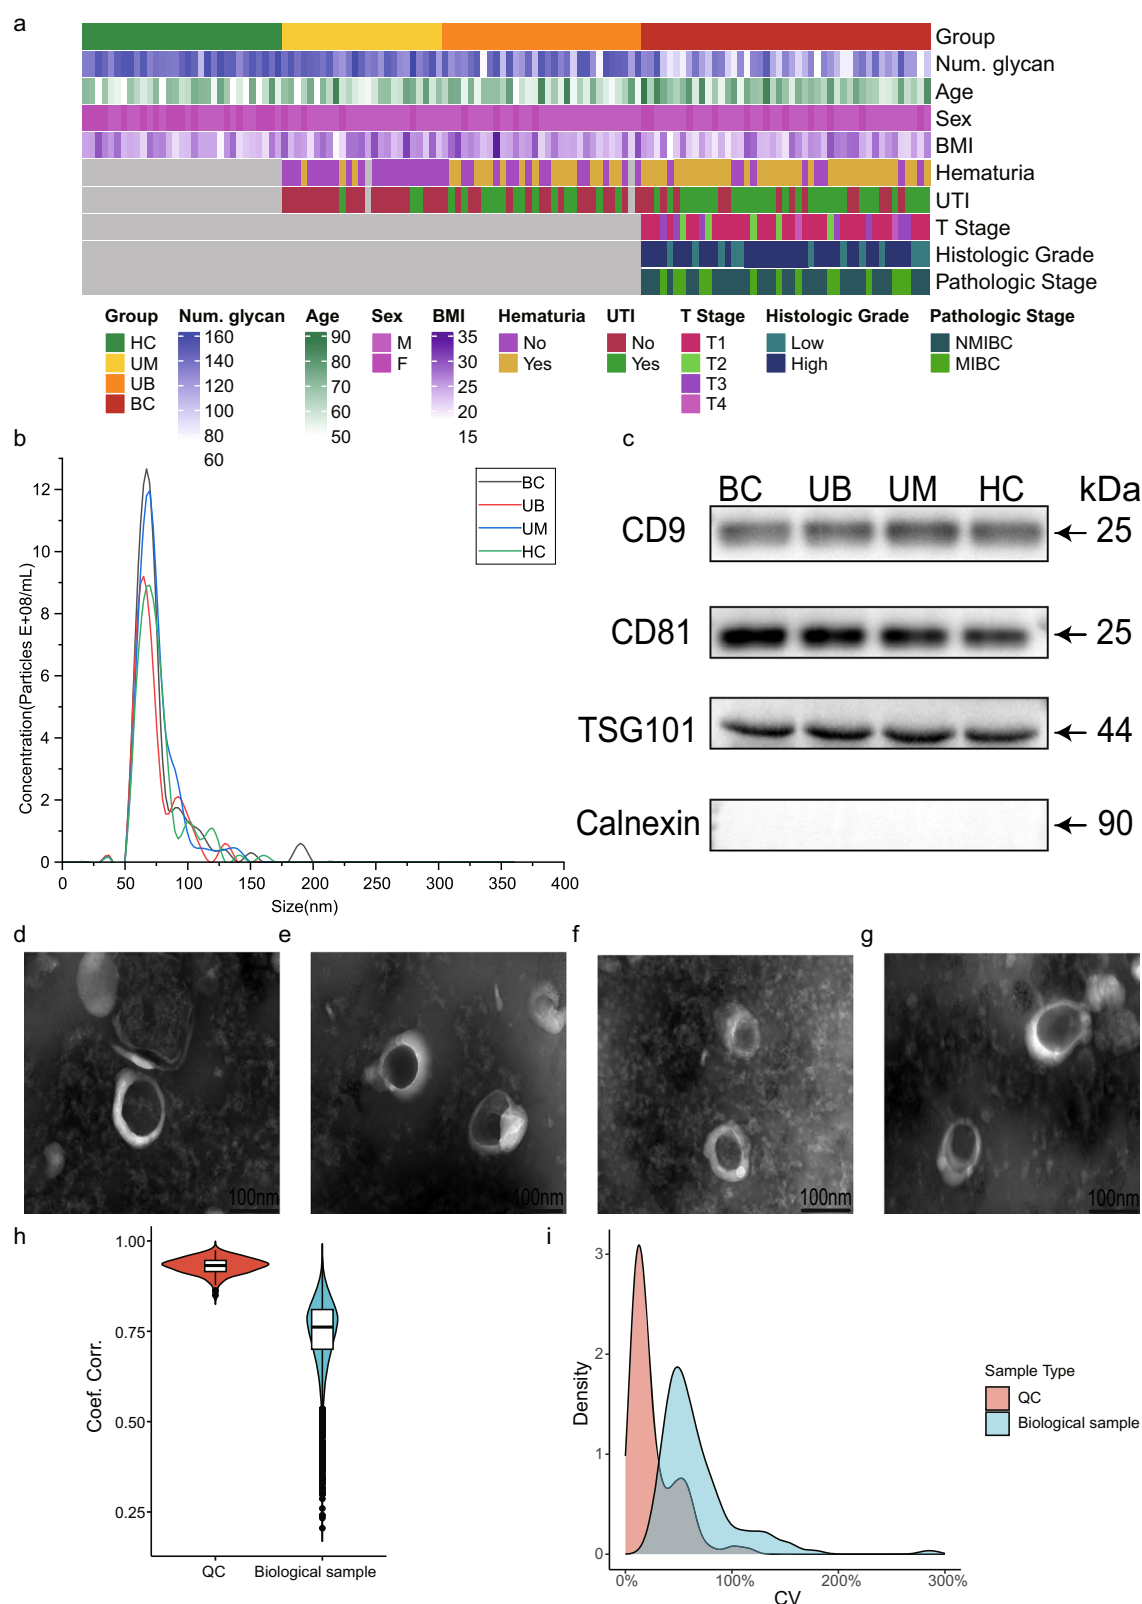 a
Group
Num. glycan
Age
Sex
BMI
Hematuria
UTI
T Stage
Histologic Grade
Pathologic Stage
Group Num. glycan Age Sex BMI Hematuria UTI T Stage Histologic Grade Pathologic Stage
HC 160 90 M 35 No No T1 Low NMIBC
UM 140 80 F 30 Yes Yes T2 High MIBC
UB 120 70 25 T3
BC 100 60 20 T4
80 50 15
60
b
Concentration(Particles E+08/mL)
12
10
8
6
4
2
0
0 50 100 150 200 250 300 350 400
Size(nm)
BC
UB
UM
HC
c
BC UB UM HC kDa
CD9 25
CD81 25
TSG101 44
Calnexin 90
d e f g
100nm 100nm 100nm 100nm
h
Coef. Corr.
1.00
0.75
0.50
0.25
QC Biological sample
i
Density
3
2
1
0
0% 100% 200% 300%
CV
Sample Type
QC
Biological sample